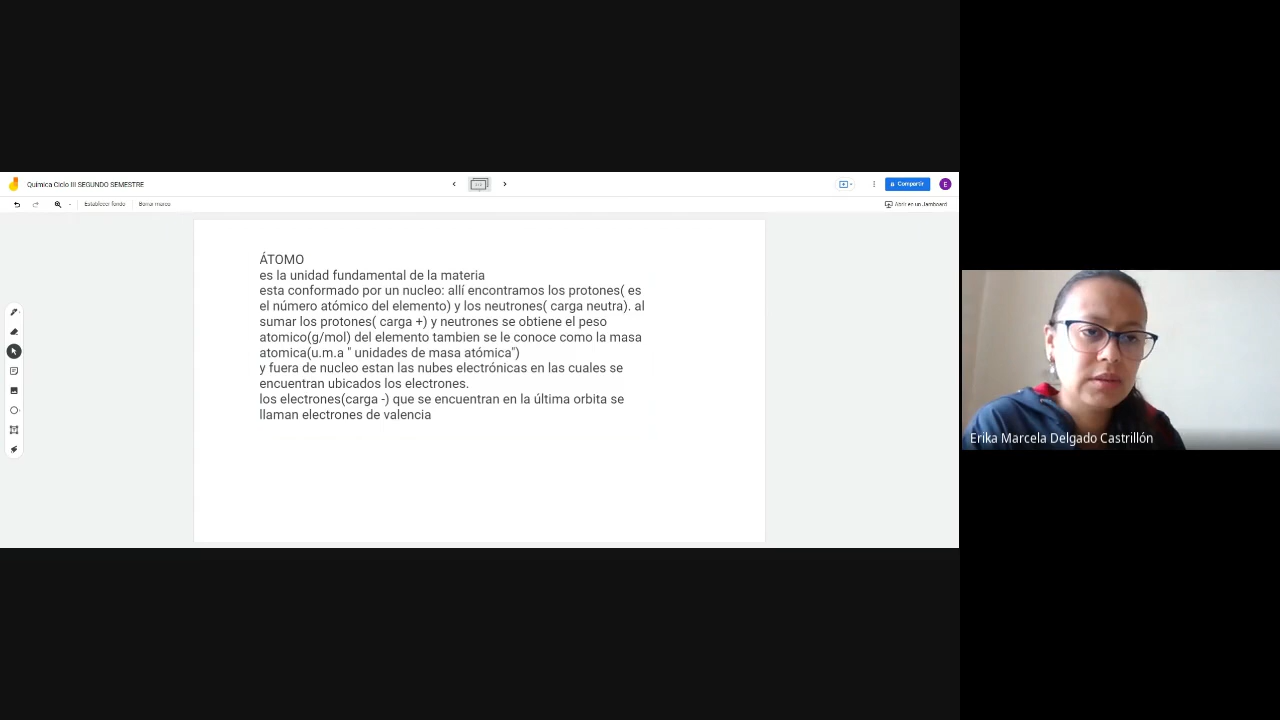 Química Ciclo III SEGUNDO SEMESTRE
Compartir
E
Establecer fondo
Borrar marco
Abrir en un Jamboard
ÁTOMO
es la unidad fundamental de la materia
esta conformado por un nucleo: allí encontramos los protones( es
el número atómico del elemento) y los neutrones( carga neutra). al
sumar los protones( carga +) y neutrones se obtiene el peso
atomico(g/mol) del elemento tambien se le conoce como la masa
atomica(u.m.a " unidades de masa atómica")
y fuera de nucleo estan las nubes electrónicas en las cuales se
encuentran ubicados los electrones.
los electrones(carga -) que se encuentran en la última orbita se
llaman electrones de valencia
Erika Marcela Delgado Castrillón